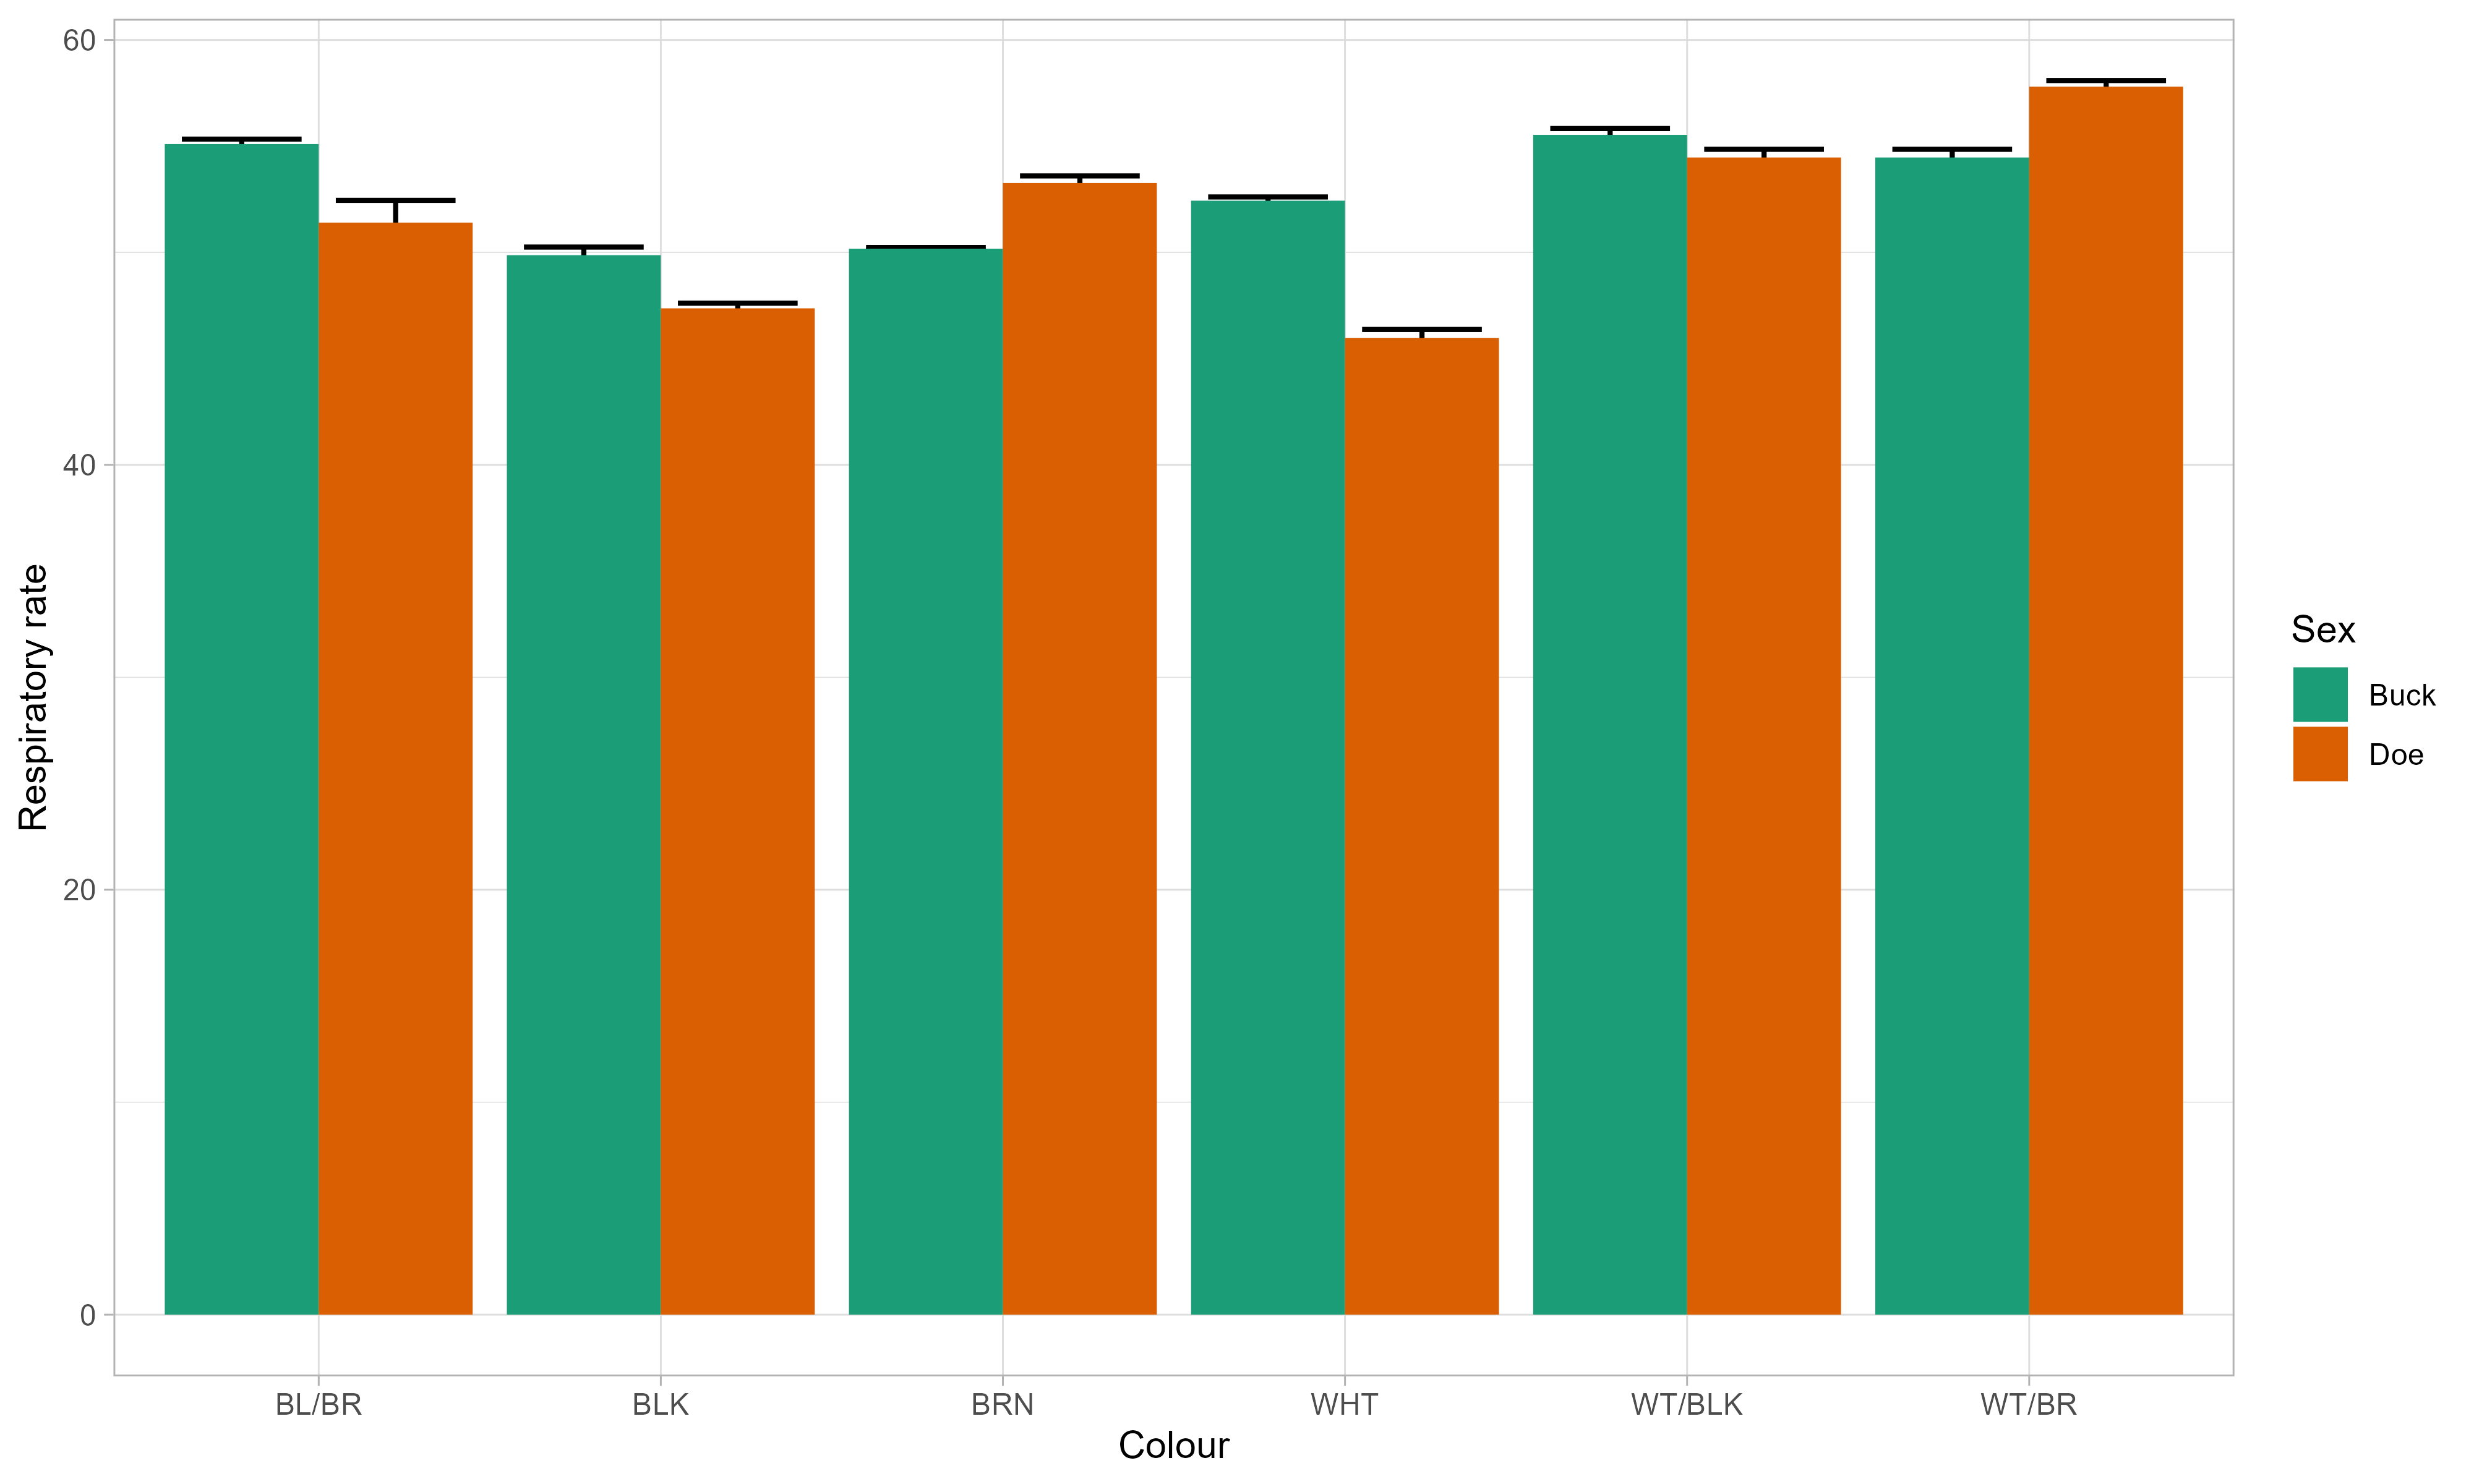 60
40
20
0
Respiratory rate
BL/BR
BLK
BRN
WHT
WT/BLK
WT/BR
Colour
Sex
Buck
Doe